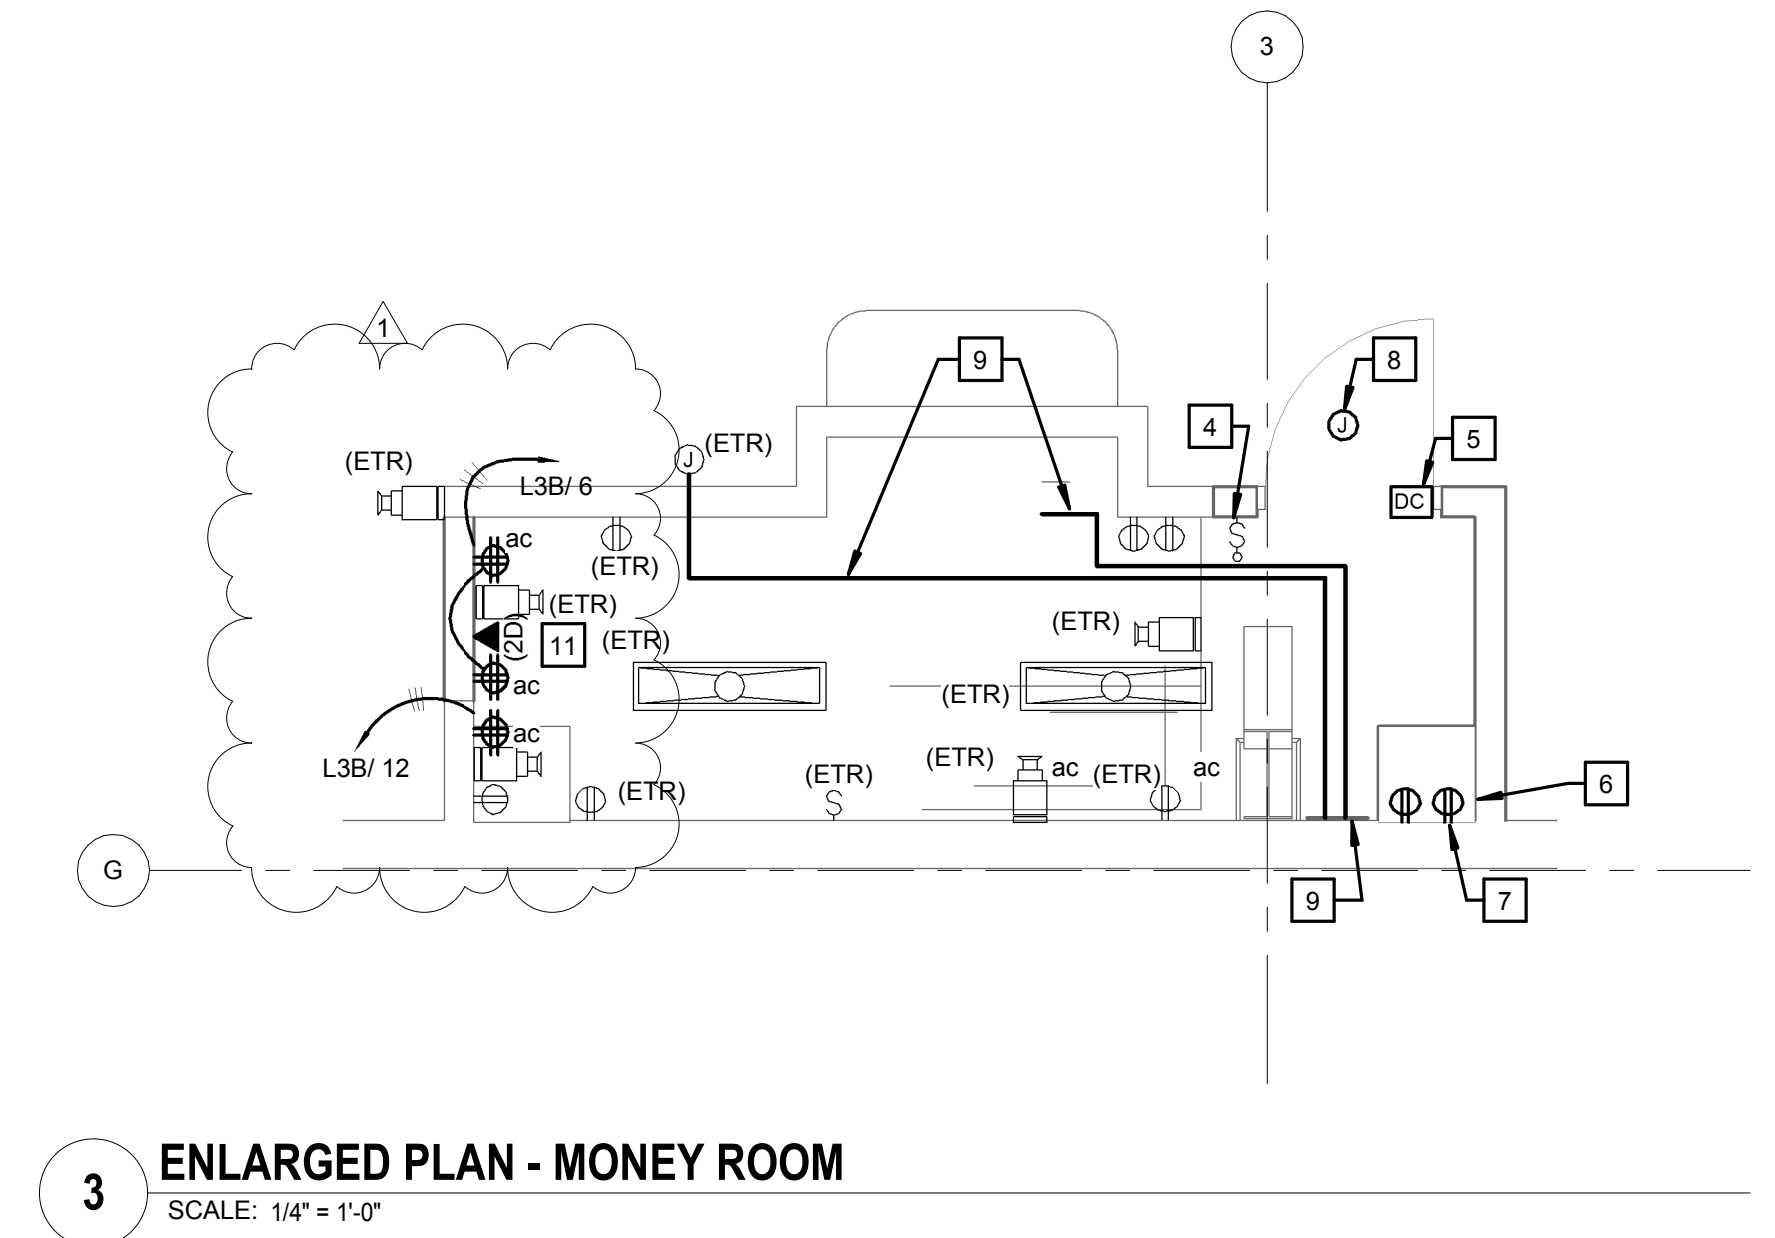 3
1
9
8
4
5
(ETR)
(ETR)
J
J
(ETR)
L3B/ 6
DC
S
ac
(ETR)
(ETR)
(2D)
11
(ETR)
(ETR)
ac
(ETR)
ac
L3B/ 12
(ETR)
(ETR)
ac
(ETR)
ac
(ETR)
S
6
G
9
7
3
ENLARGED PLAN - MONEY ROOM
SCALE: 1/4" = 1'-0"